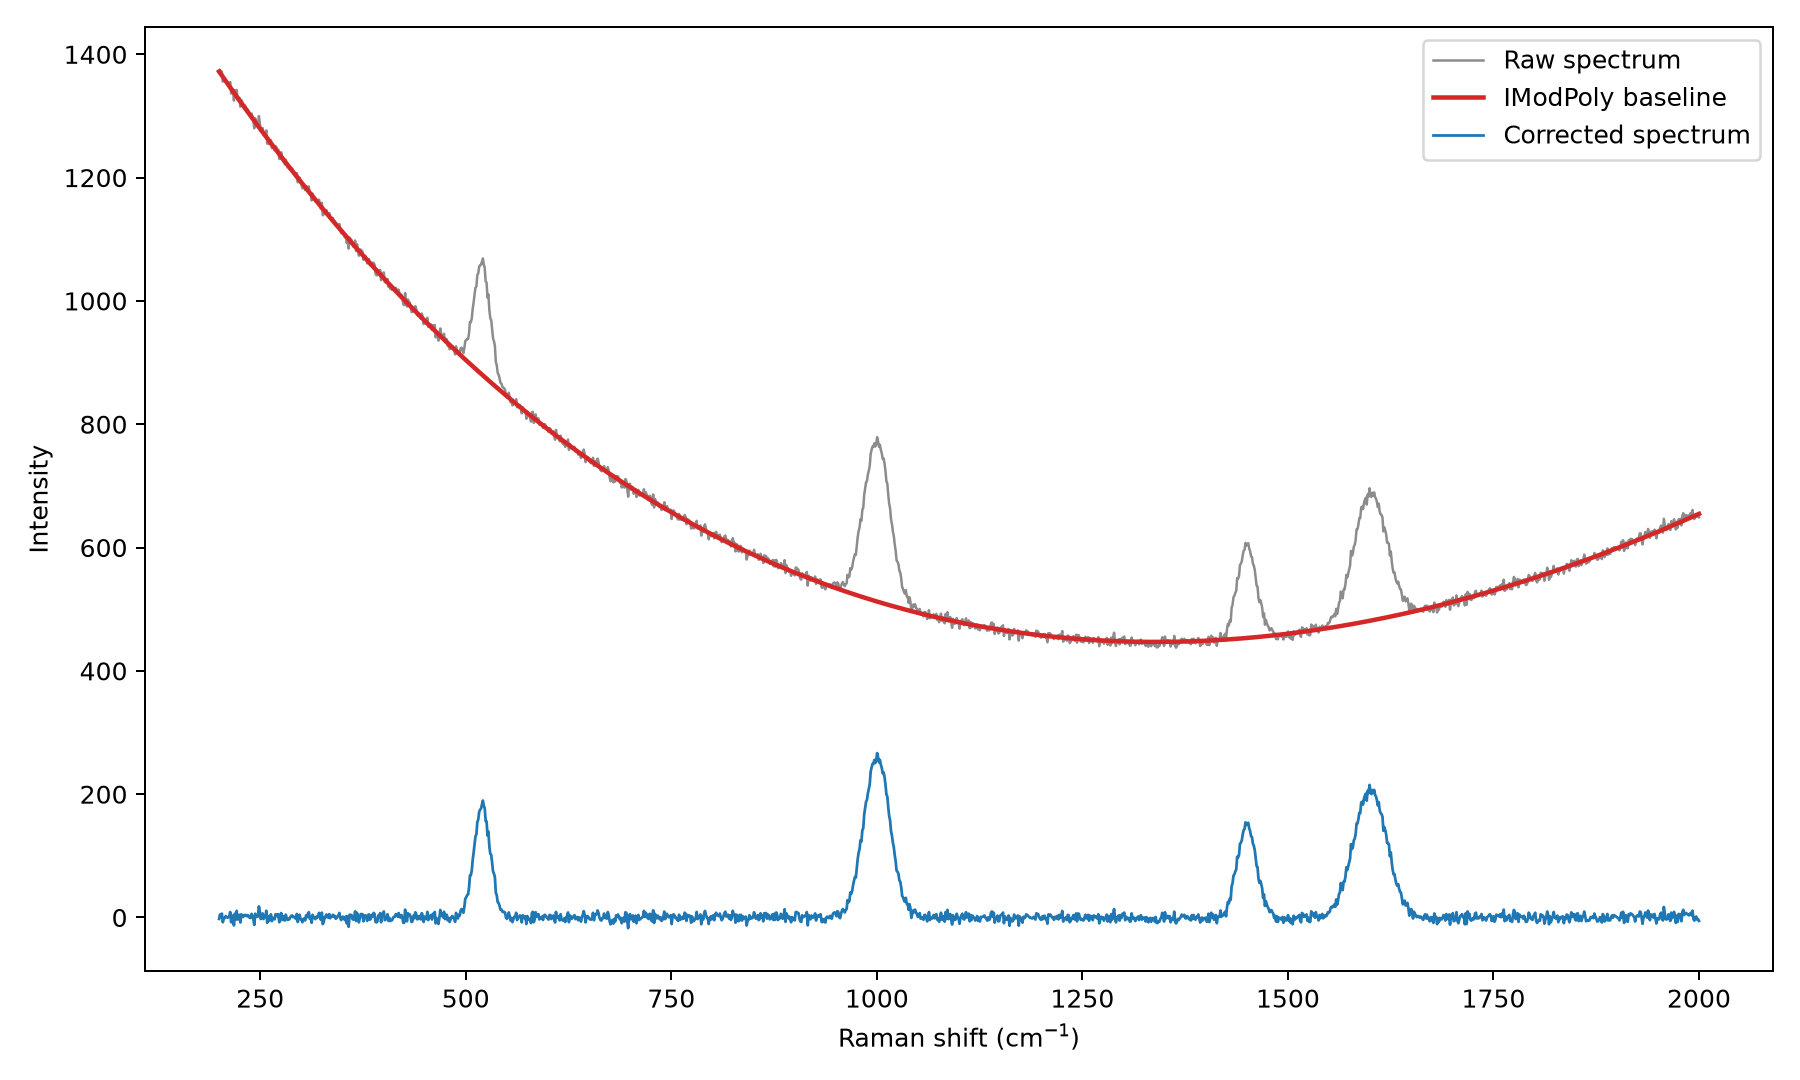 1400
1200
1000
800
600
400
200
0
Intensity
Raw spectrum
IModPoly baseline
Corrected spectrum
250 500 750 1000 1250 1500 1750 2000
Raman shift (cm⁻¹)